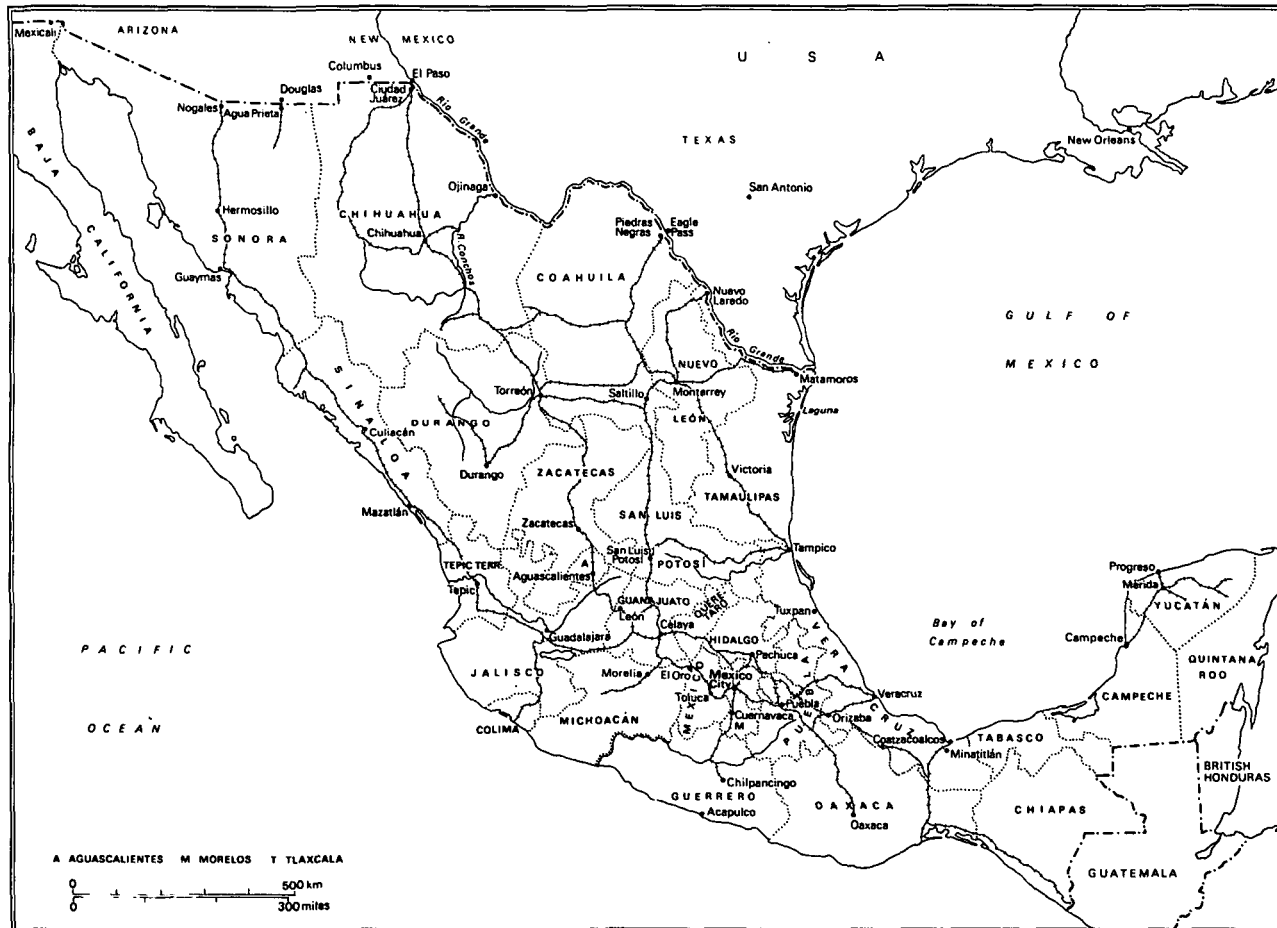 Mexicali
ARIZONA
NEW MEXICO
U S A
Columbus
El Paso
Ciudad
Juárez
Douglas
Nogales
Agua Prieta
Rio
Grande
TEXAS
New Orleans
BAJA CALIFORNIA
Ojinaga
San Antonio
Hermosillo
SONORA
CHIHUAHUA
Chihuahua
R. Conchos
Piedras
Negras
Eagle
Pass
COAHUILA
Guaymas
Nuevo
Laredo
GULF OF
MEXICO
Rio Grande
NUEVO
LEÓN
Matamoros
SINALOA
Torreón
Saltillo
Monterrey
Laguna
DURANGO
Culiacán
Durango
ZACATECAS
Victoria
TAMAULIPAS
Mazatlán
Zacatecas
SAN LUIS
POTOSÍ
San Luis
Potosí
Tampico
TEPIC TERR.
Tepic
A
Aguascalientes
GUANAJUATO
León
QUERE-
TARO
Tuxpan
VERA CRUZ
Progreso
Mérida
YUCATÁN
Bay of
Campeche
Campeche
PACIFIC
OCEAN
Guadalajara
Celaya
HIDALGO
Pachuca
JALISCO
Morelia
El Oro
Mexico
City
Toluca
MEXICO
Puebla
PUEBLA
Veracruz
QUINTANA
ROO
CAMPECHE
COLIMA
MICHOACÁN
Cuernavaca
M
Orizaba
Coatzacoalcos
Minatitlán
TABASCO
BRITISH
HONDURAS
Chilpancingo
GUERRERO
Acapulco
OAXACA
Oaxaca
CHIAPAS
GUATEMALA
A AGUASCALIENTES M MORELOS T TLAXCALA
0 500 km
0 300 miles